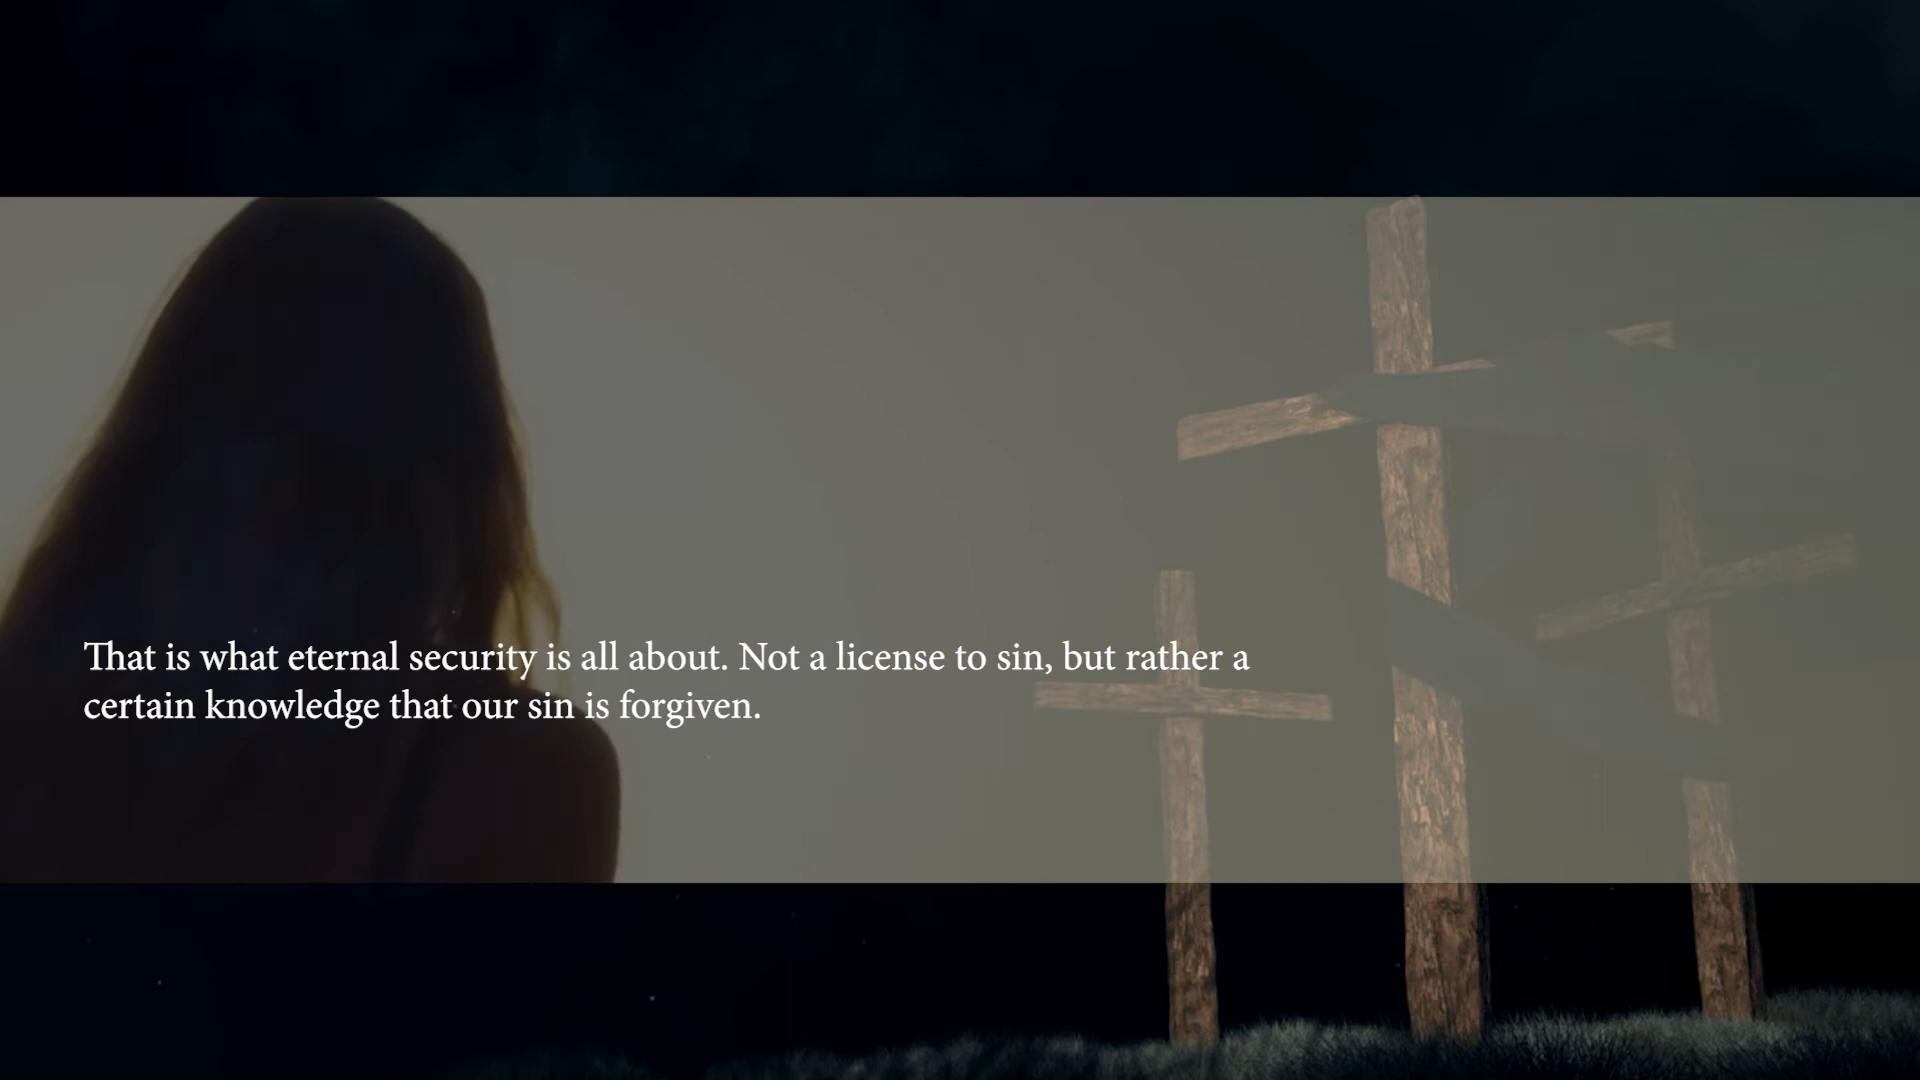 That is what eternal security is all about. Not a license to sin, but rather a
certain knowledge that our sin is forgiven.